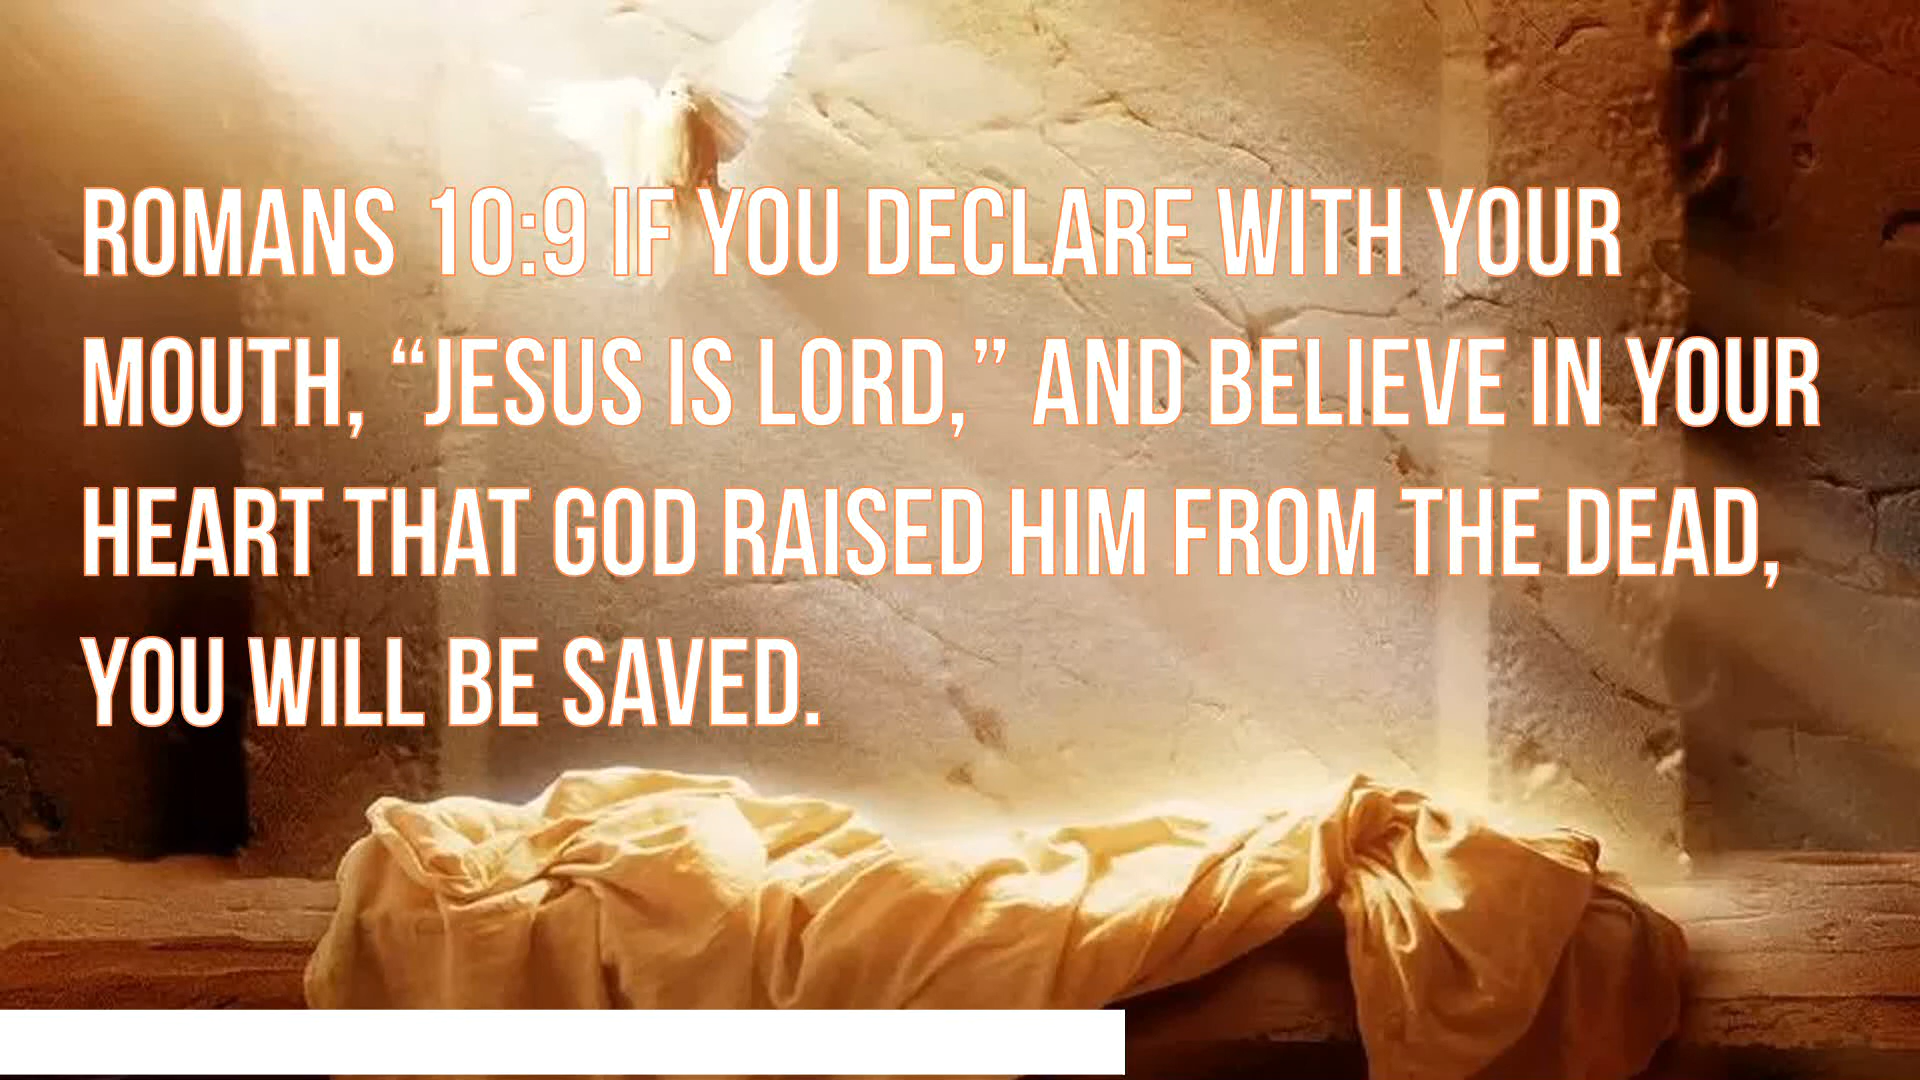 ROMANS 10:9 IF YOU DECLARE WITH YOUR
MOUTH, “JESUS IS LORD,” AND BELIEVE IN YOUR
HEART THAT GOD RAISED HIM FROM THE DEAD,
YOU WILL BE SAVED.